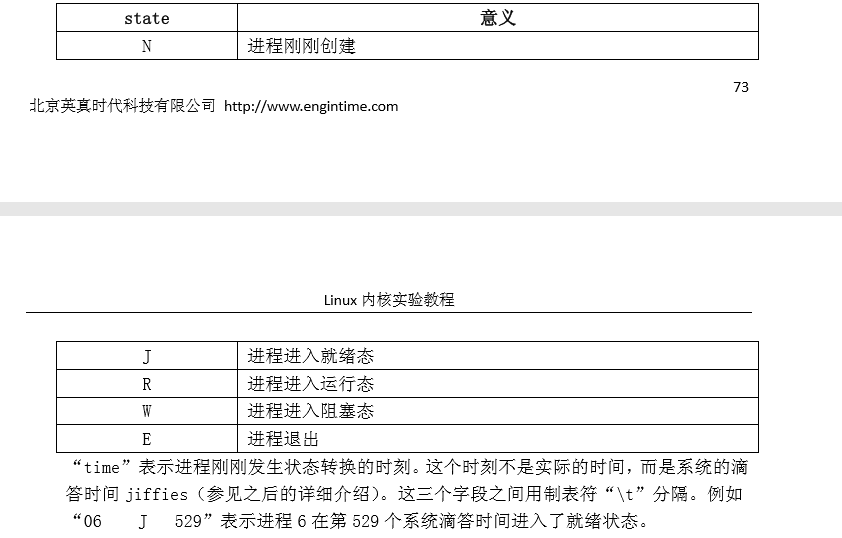 state 意义
N 进程刚刚创建
73
北京英真时代科技有限公司 http://www.engintime.com
Linux 内核实验教程
J 进程进入就绪态
R 进程进入运行态
W 进程进入阻塞态
E 进程退出
“time”表示进程刚刚发生状态转换的时刻。这个时刻不是实际的时间,而是系统的滴
答时间 jiffies（参见之后的详细介绍）。这三个字段之间用制表符“\t”分隔。例如
“06 J 529”表示进程 6 在第 529 个系统滴答时间进入了就绪状态。